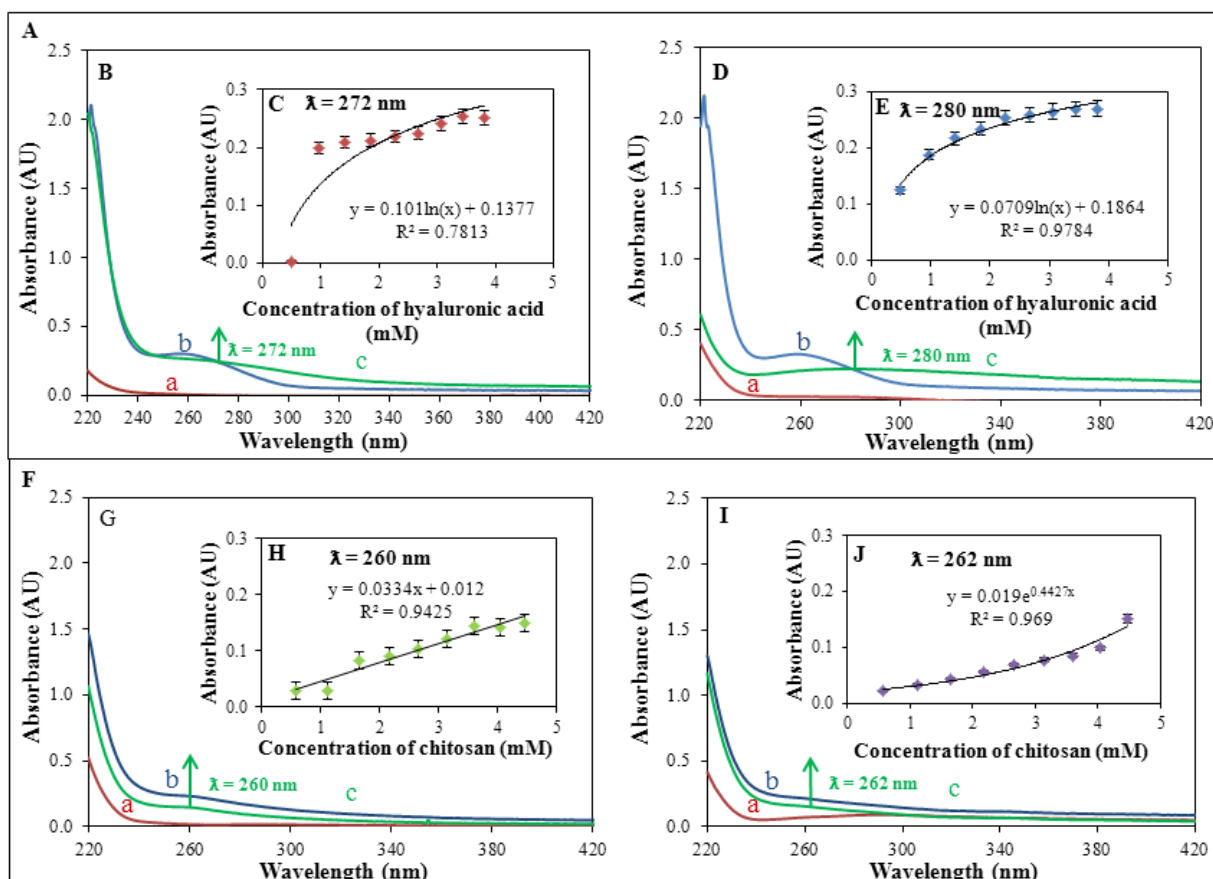 A
B
2.5
2.0
1.5
1.0
0.5
0.0
Absorbance (AU)
220 260 300 340 360 400 420
Wavelength (nm)
a
b
c
ƛ = 272 nm
C
ƛ = 272 nm
0.3
0.2
0.1
0.0
Absorbance (AU)
y = 0.101ln(x) + 0.1377
R² = 0.7813
0 1 2 3 4 5
Concentration of hyaluronic acid
(mM)
D
2.5
2.0
1.5
1.0
0.5
0.0
Absorbance (AU)
220 260 300 340 380 420
Wavelength (nm)
a
b
c
ƛ = 280 nm
E
ƛ = 280 nm
0.3
0.2
0.1
0.0
Absorbance (AU)
y = 0.0709ln(x) + 0.1864
R² = 0.9784
0 1 2 3 4 5
Concentration of hyaluronic acid
(mM)
F
G
2.5
2.0
1.5
1.0
0.5
0.0
Absorbance (AU)
220 260 300 340 380 420
Wavelength (nm)
a
b
c
ƛ = 260 nm
H
ƛ = 260 nm
0.3
0.2
0.1
0.0
Absorbance (AU)
y = 0.0334x + 0.012
R² = 0.9425
0 1 2 3 4 5
Concentration of chitosan (mM)
I
2.5
2.0
1.5
1.0
0.5
0.0
Absorbance (AU)
220 260 300 340 380 420
Wavelength (nm)
a
b
c
ƛ = 262 nm
J
ƛ = 262 nm
0.3
0.2
0.1
0.0
Absorbance (AU)
y = 0.019e^0.4427x
R² = 0.969
0 1 2 3 4 5
Concentration of chitosan (mM)